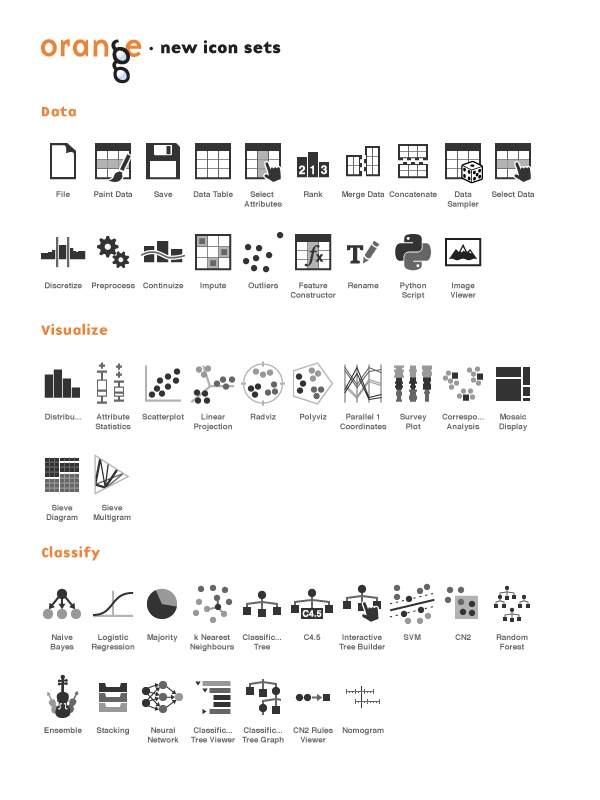 orange · new icon sets
Data
File
Paint Data
Save
Data Table
Select
Attributes
2 1 3
Rank
Merge Data
Concatenate
Data
Sampler
Select Data
Discretize
Preprocess
Continuize
Impute
Outliers
fx
Feature
Constructor
T
Rename
Python
Script
Image
Viewer
Visualize
Distribu...
Attribute
Statistics
Scatterplot
Linear
Projection
Radviz
Polyviz
Parallel 1
Coordinates
Survey
Plot
Correspo...
Analysis
Mosaic
Display
Sieve
Diagram
Sieve
Multigram
Classify
Naive
Bayes
Logistic
Regression
Majority
k Nearest
Neighbours
Classific...
Tree
C4.5
C4.5
Interactive
Tree Builder
SVM
CN2
Random
Forest
Ensemble
Stacking
Neural
Network
Classific...
Tree Viewer
Classific...
Tree Graph
CN2 Rules
Viewer
Nomogram